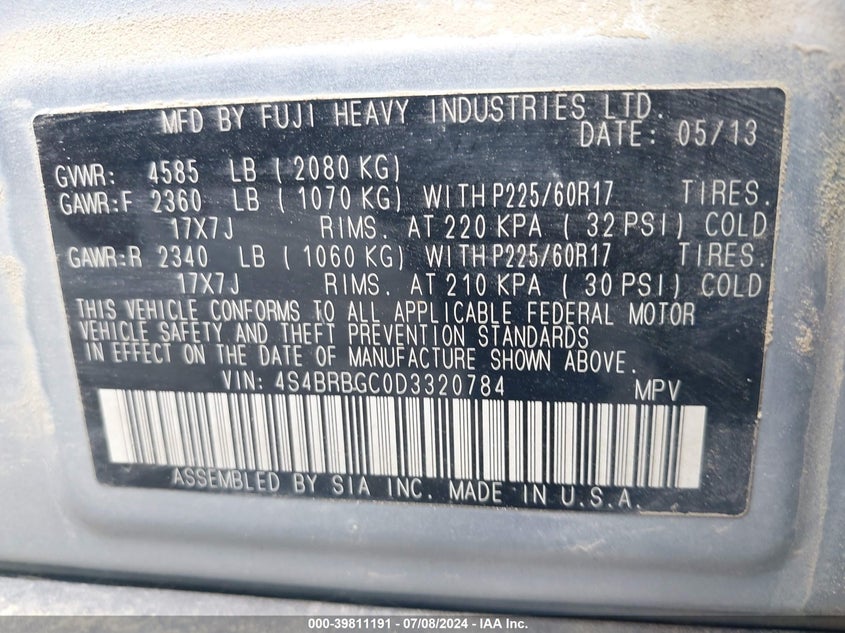 MFD BY FUJI HEAVY INDUSTRIES LTD.
DATE: 05/13
GVWR: 4585 LB ( 2080 KG)
GAWR:F 2360 LB ( 1070 KG) WITH P225/60R17 TIRES.
17X7J RIMS. AT 220 KPA ( 32 PSI) COLD
GAWR:R 2340 LB ( 1060 KG) WITH P225/60R17 TIRES.
17X7J RIMS. AT 210 KPA ( 30 PSI) COLD
THIS VEHICLE CONFORMS TO ALL APPLICABLE FEDERAL MOTOR
VEHICLE SAFETY AND THEFT PREVENTION STANDARDS
IN EFFECT ON THE DATE OF MANUFACTURE SHOWN ABOVE.
VIN: 4S4BRBGC0D3320784 MPV
ASSEMBLED BY SIA INC. MADE IN U.S.A.
000-39811191 - 07/08/2024 - IAA Inc.